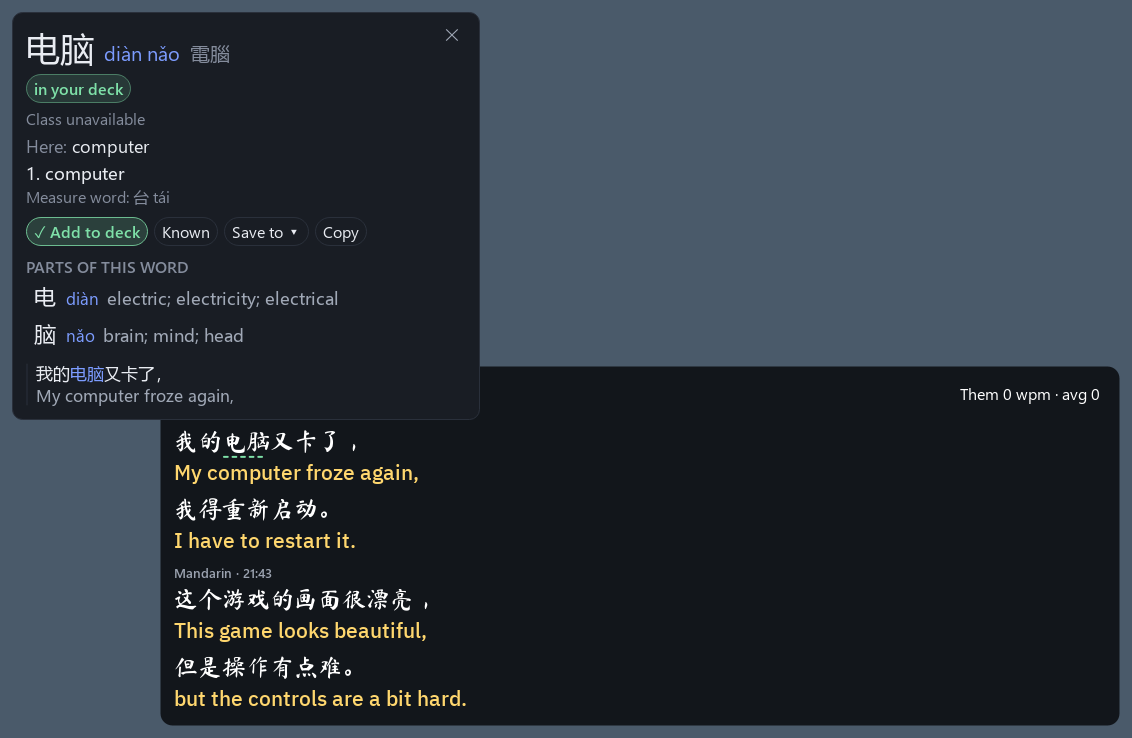 电脑 diàn nǎo 電腦
in your deck
Class unavailable
Here: computer
1. computer
Measure word: 台 tái
✓ Add to deck Known Save to ▾ Copy
PARTS OF THIS WORD
电 diàn electric; electricity; electrical
脑 nǎo brain; mind; head
我的电脑又卡了，
My computer froze again,
Them 0 wpm · avg 0
我的电脑又卡了，
My computer froze again,
我得重新启动。
I have to restart it.
Mandarin · 21:43
这个游戏的画面很漂亮，
This game looks beautiful,
但是操作有点难。
but the controls are a bit hard.